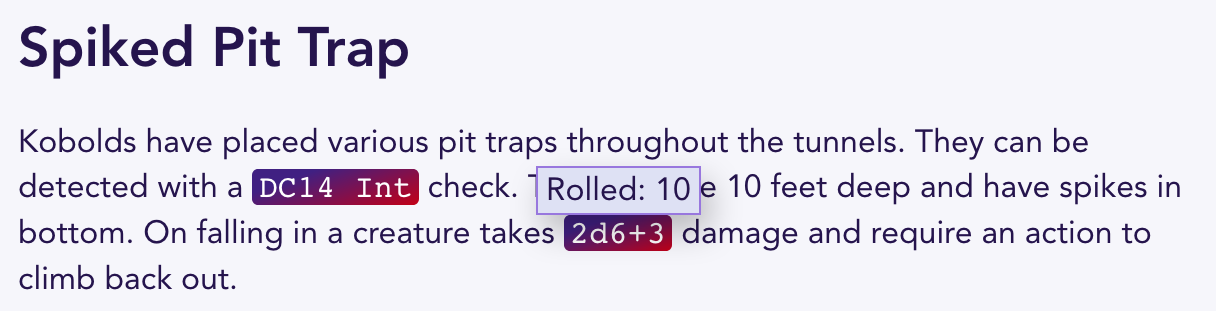 Spiked Pit Trap
Kobolds have placed various pit traps throughout the tunnels. They can be
detected with a DC14 Int check. Rolled: 10 10 feet deep and have spikes in
bottom. On falling in a creature takes 2d6+3 damage and require an action to
climb back out.